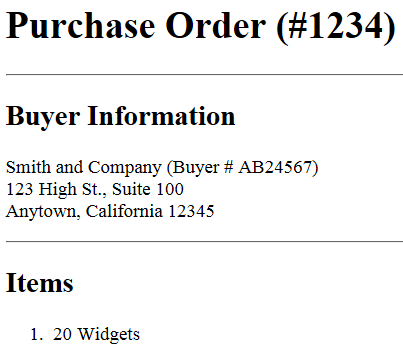 Purchase Order (#1234)
Buyer Information
Smith and Company (Buyer # AB24567)
123 High St., Suite 100
Anytown, California 12345
Items
1. 20 Widgets